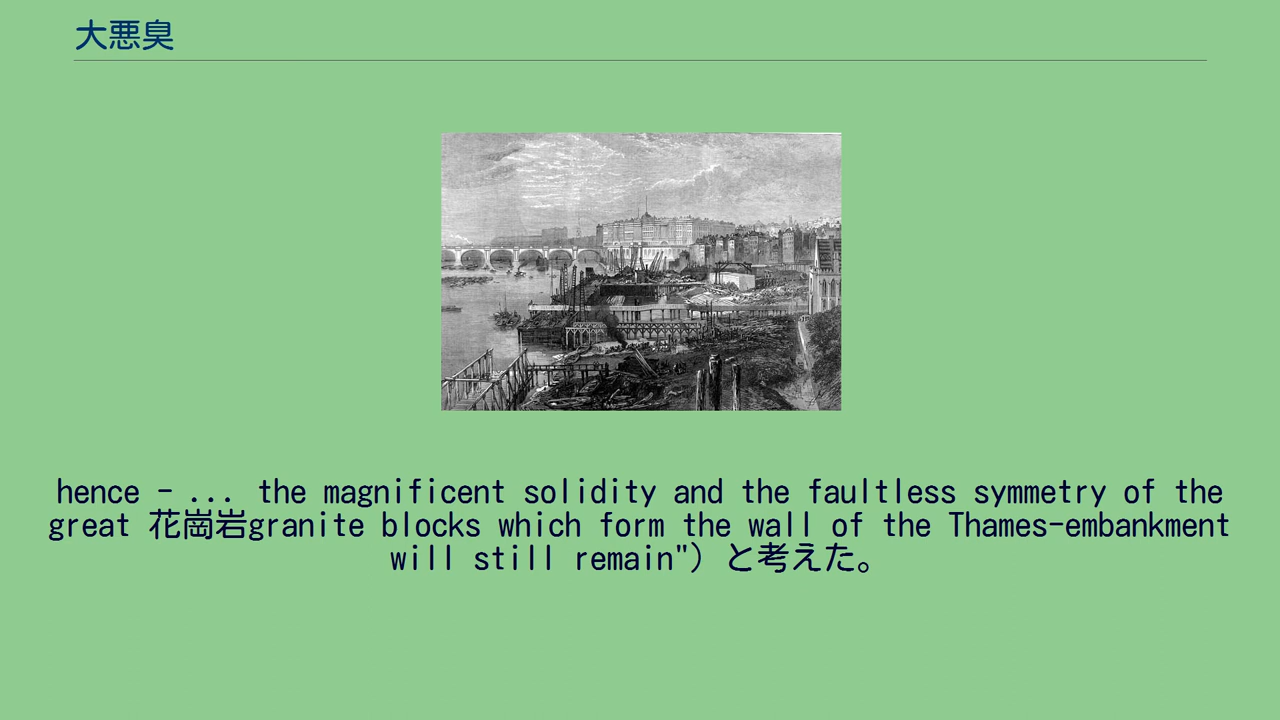 大悪臭
hence – ... the magnificent solidity and the faultless symmetry of the
great 花崗岩granite blocks which form the wall of the Thames-embankment
will still remain"）と考えた。